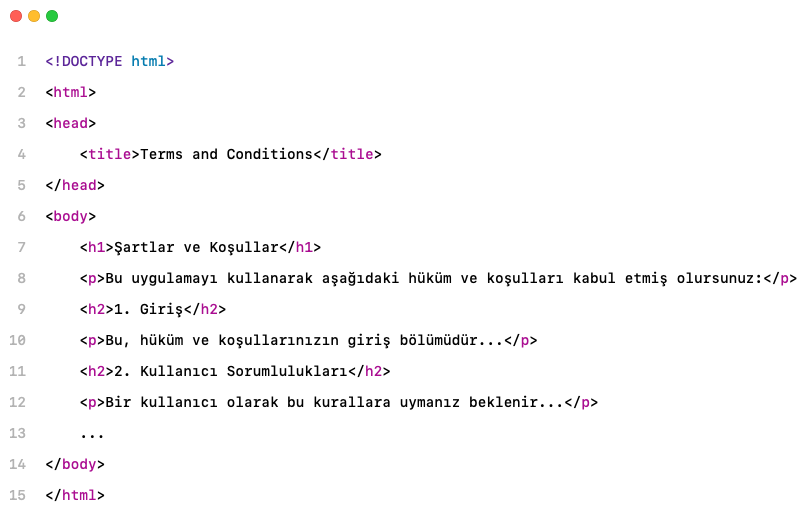 1 <!DOCTYPE html>
2 <html>
3 <head>
4     <title>Terms and Conditions</title>
5 </head>
6 <body>
7     <h1>Şartlar ve Koşullar</h1>
8     <p>Bu uygulamayı kullanarak aşağıdaki hüküm ve koşulları kabul etmiş olursunuz:</p>
9     <h2>1. Giriş</h2>
10     <p>Bu, hüküm ve koşullarınızın giriş bölümüdür...</p>
11     <h2>2. Kullanıcı Sorumlulukları</h2>
12     <p>Bir kullanıcı olarak bu kurallara uymanız beklenir...</p>
13     ...
14 </body>
15 </html>